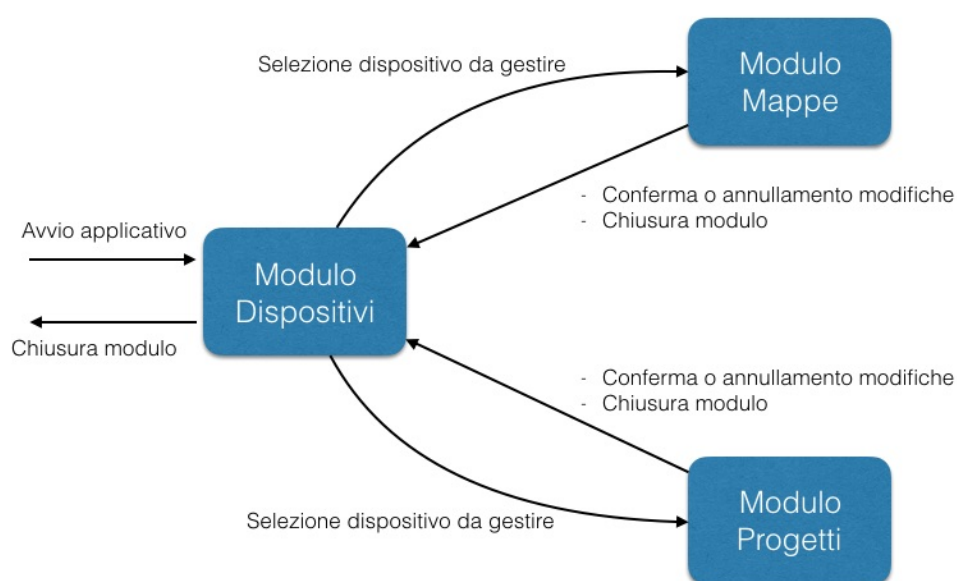 Selezione dispositivo da gestire
Modulo
Mappe
- Conferma o annullamento modifiche
- Chiusura modulo
Avvio applicativo
Modulo
Dispositivi
Chiusura modulo
- Conferma o annullamento modifiche
- Chiusura modulo
Selezione dispositivo da gestire
Modulo
Progetti